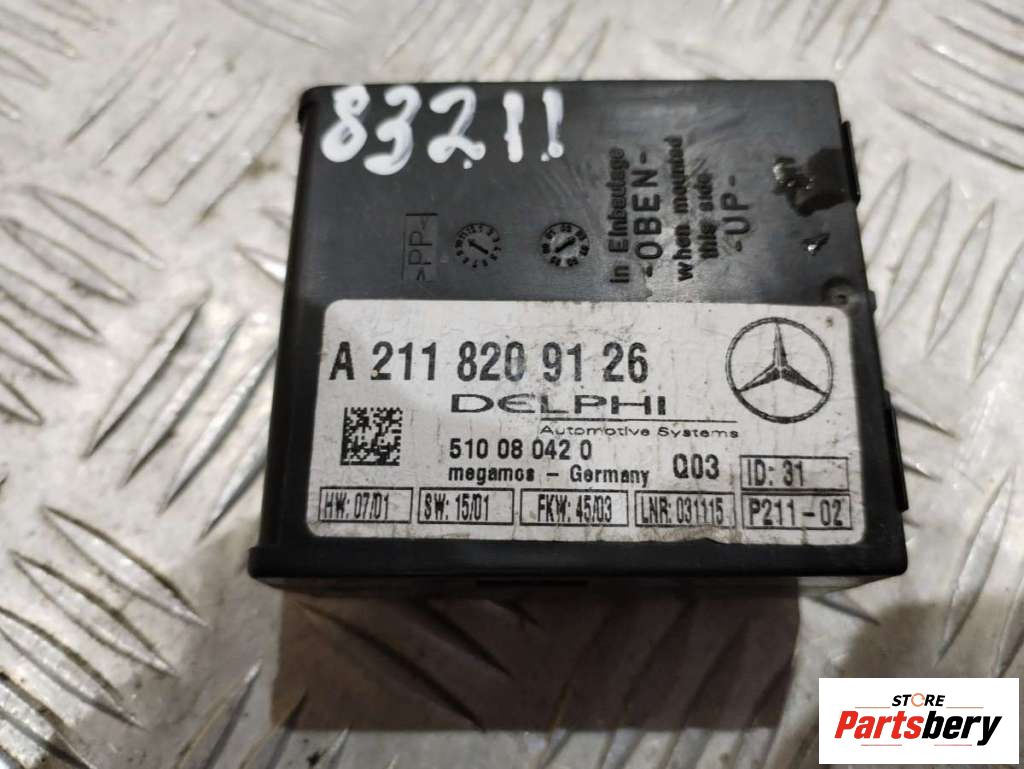 83211
>PP<
in Einbaulage
-OBEN-
when mounted
this side
-UP-
A 211 820 91 26
DELPHI
Automotive Systems
510 08 042 0
megamos - Germany
Q03
ID: 31
HW: 07/01
SW: 15/01
FKW: 45/03
LNR: 031115
P211-02
STORE
Partsbery